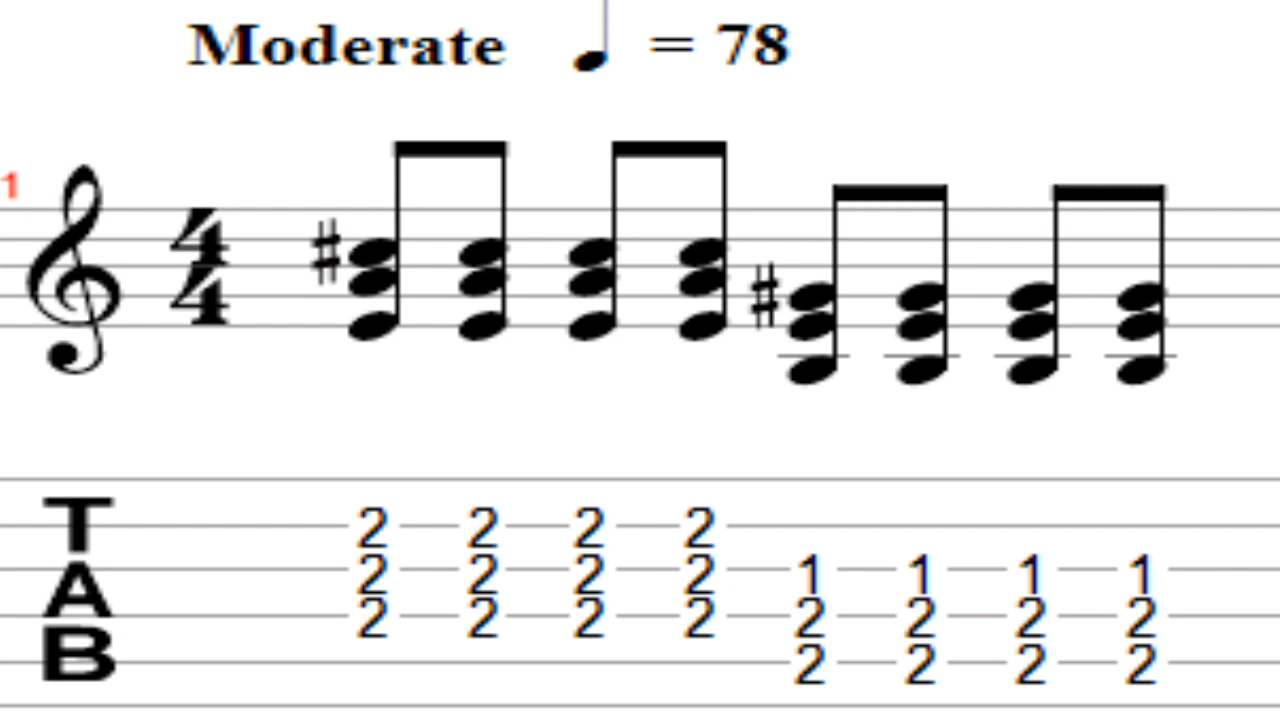 Moderate ♩ = 78
1
4
4
T
A
B
2 2 2 2
2 2 2 2 1 1 1 1
2 2 2 2 2 2 2 2
2 2 2 2